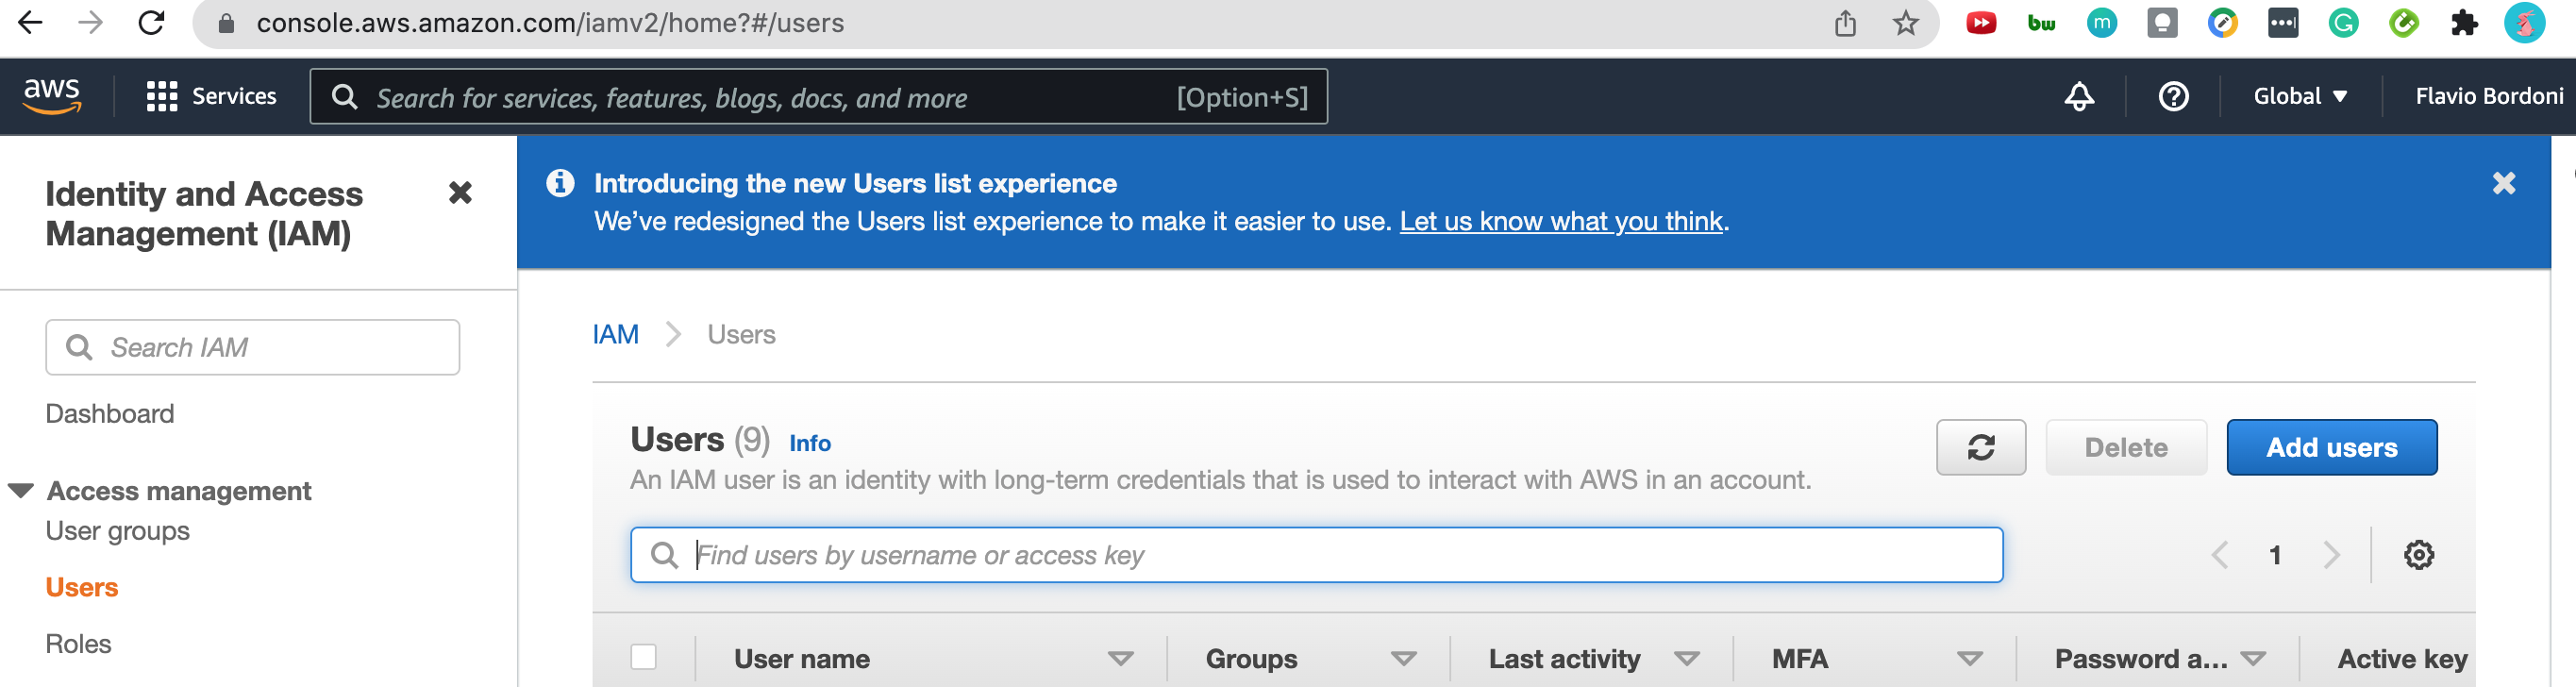 console.aws.amazon.com/iamv2/home?#/users
bw
m
G
aws
Services
Search for services, features, blogs, docs, and more
[Option+S]
Global
Flavio Bordoni
Identity and Access
Management (IAM)
Introducing the new Users list experience
We’ve redesigned the Users list experience to make it easier to use. Let us know what you think.
Search IAM
IAM
Users
Dashboard
Users (9) Info
Delete
Add users
An IAM user is an identity with long-term credentials that is used to interact with AWS in an account.
Access management
User groups
Find users by username or access key
1
Users
Roles
User name
Groups
Last activity
MFA
Password a...
Active key